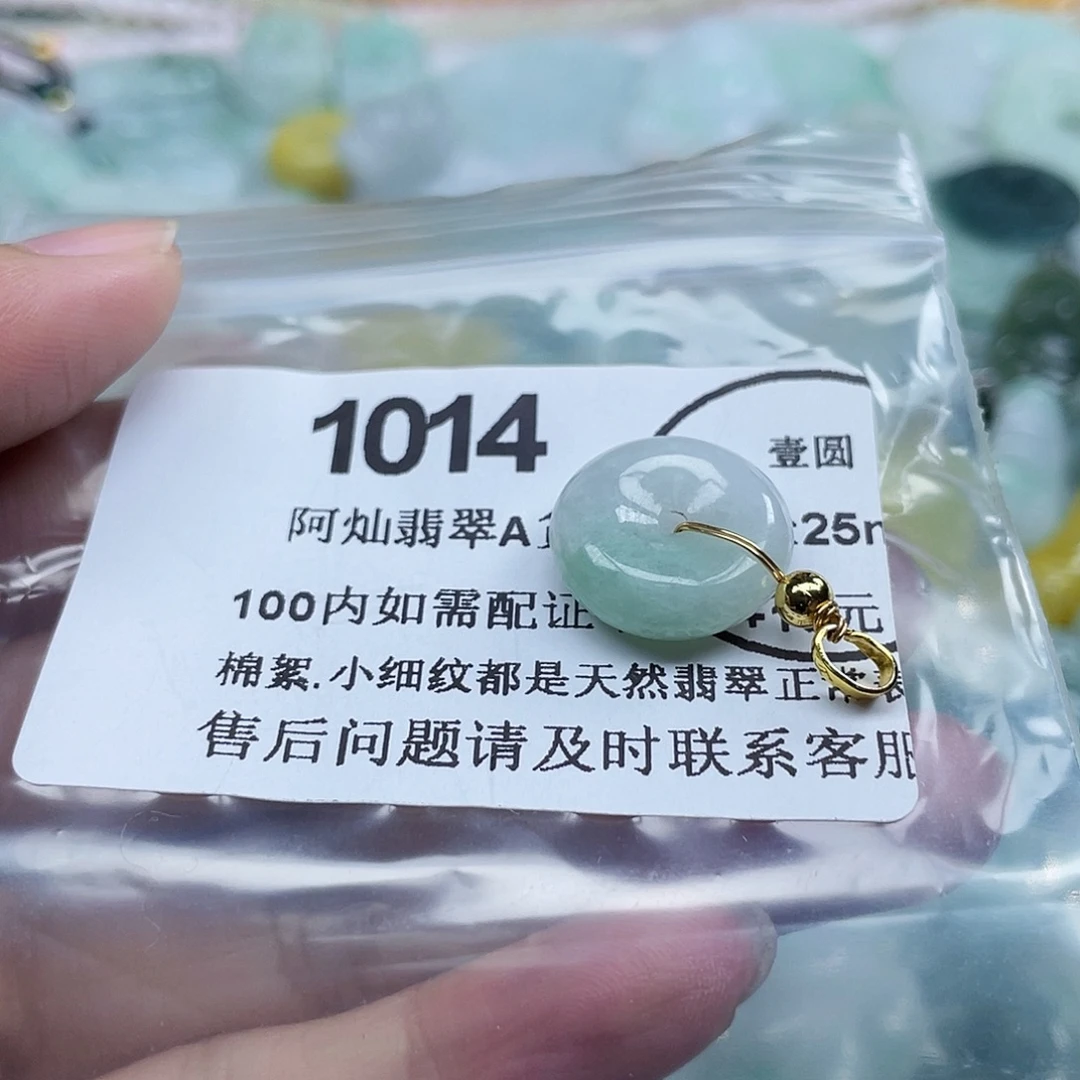 1014
壹圆
阿灿翡翠A 25
100内如需配证 元
棉絮.小细纹都是天然翡翠正常
售后问题请及时联系客服